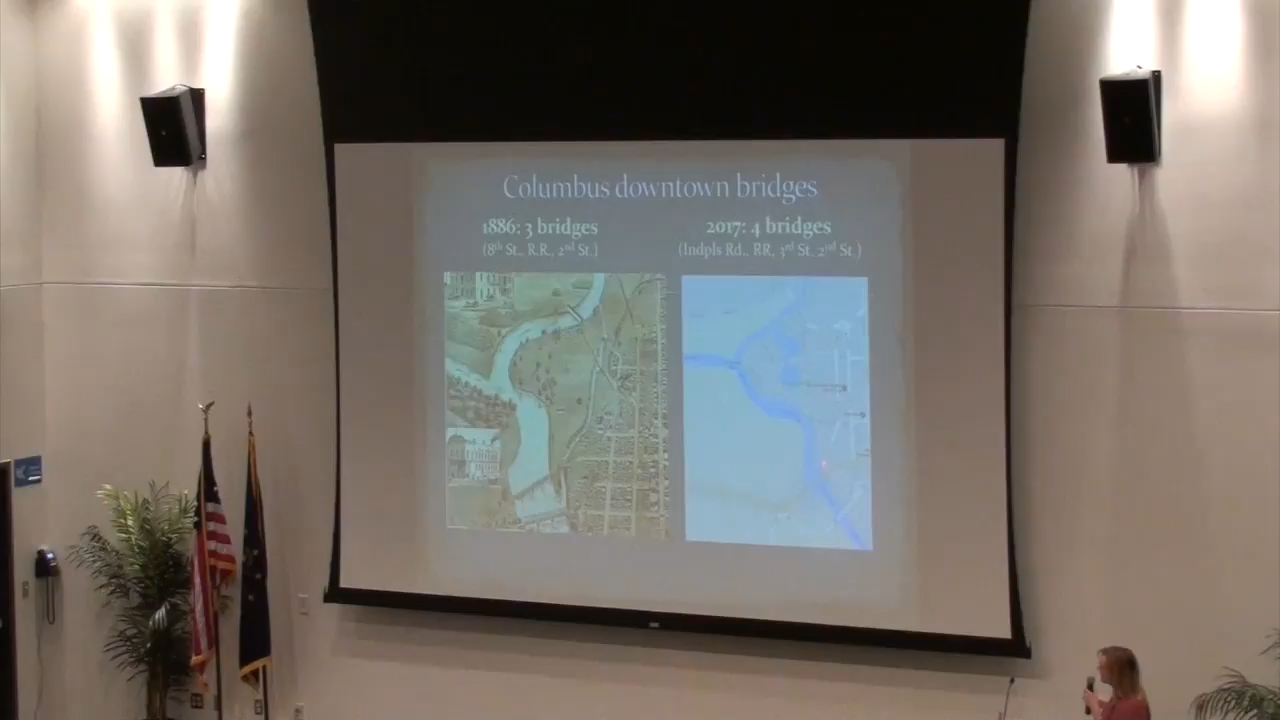 Columbus downtown bridges
1886: 3 bridges
(8th St., R.R., 2nd St.)
2017: 4 bridges
(Indpls Rd., RR, 3rd St. 2nd St.)